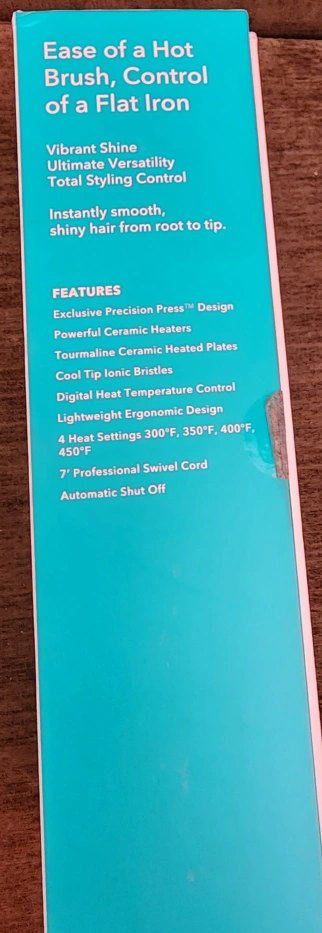 Ease of a Hot
Brush, Control
of a Flat Iron
Vibrant Shine
Ultimate Versatility
Total Styling Control
Instantly smooth,
shiny hair from root to tip.
FEATURES
Exclusive Precision Press™ Design
Powerful Ceramic Heaters
Tourmaline Ceramic Heated Plates
Cool Tip Ionic Bristles
Digital Heat Temperature Control
Lightweight Ergonomic Design
4 Heat Settings 300°F, 350°F, 400°F,
450°F
7' Professional Swivel Cord
Automatic Shut Off